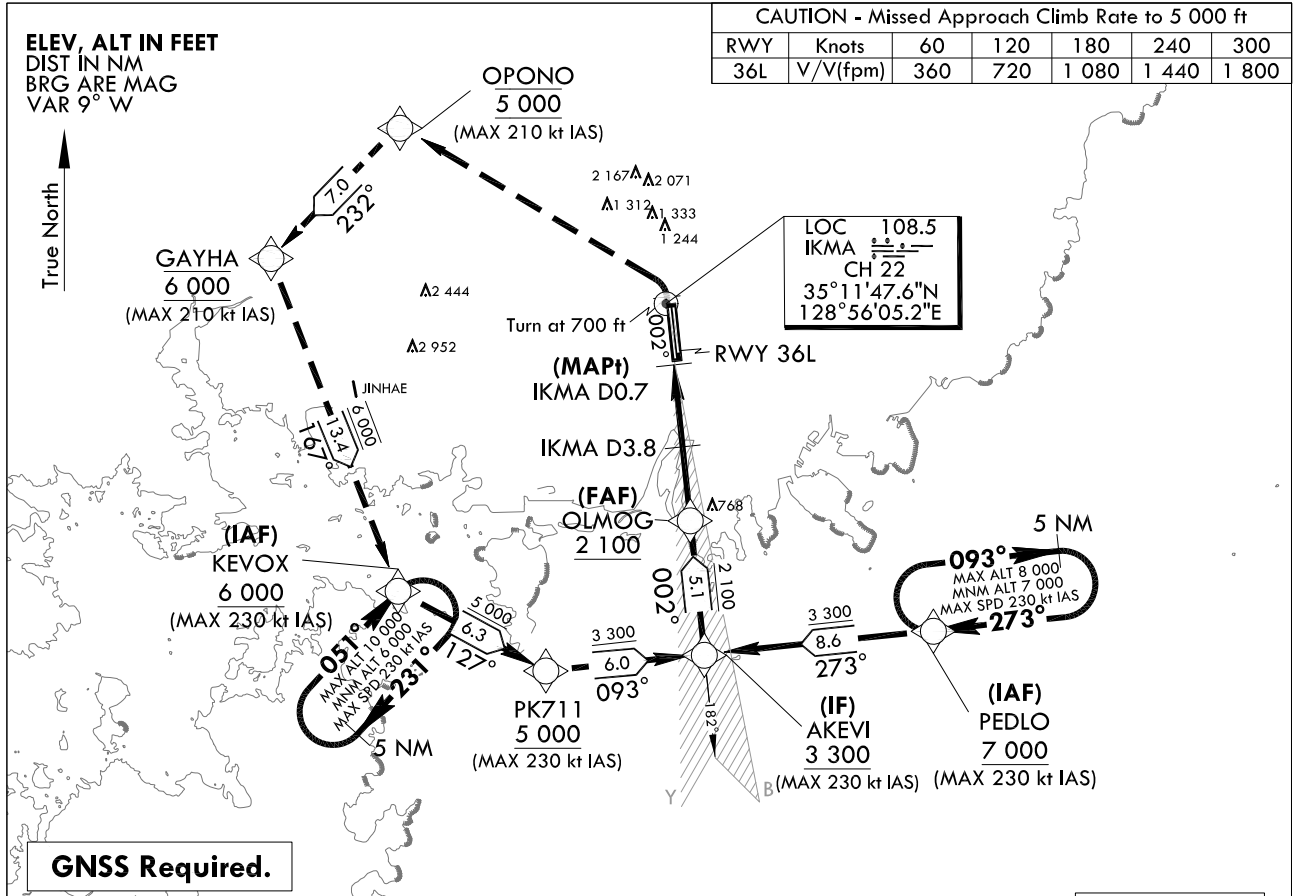 CAUTION - Missed Approach Climb Rate to 5 000 ft
RWY Knots 60 120 180 240 300
36L V/V(fpm) 360 720 1 080 1 440 1 800
ELEV, ALT IN FEET
DIST IN NM
BRG ARE MAG
VAR 9° W
True North
OPONO
5 000
(MAX 210 kt IAS)
7.0
232°
2 167
2 071
1 312
1 333
1 244
LOC 108.5
IKMA
CH 22
35°11'47.6"N
128°56'05.2"E
GAYHA
6 000
(MAX 210 kt IAS)
2 444
2 952
Turn at 700 ft
002°
RWY 36L
(MAPt)
IKMA D0.7
JINHAE
6 000
13.4
167°
IKMA D3.8
(FAF)
OLMOG
2 100
768
(IAF)
KEVOX
6 000
(MAX 230 kt IAS)
051°
MAX ALT 10 000
MNM ALT 6 000
MAX SPD 230 kt IAS
231°
5 NM
5 000
6.3
127°
PK711
5 000
(MAX 230 kt IAS)
3 300
6.0
093°
002°
5.1
2 100
182°
Y
B
3 300
8.6
273°
(IF)
AKEVI
3 300
(MAX 230 kt IAS)
5 NM
093°
MAX ALT 8 000
MNM ALT 7 000
MAX SPD 230 kt IAS
273°
(IAF)
PEDLO
7 000
(MAX 230 kt IAS)
GNSS Required.